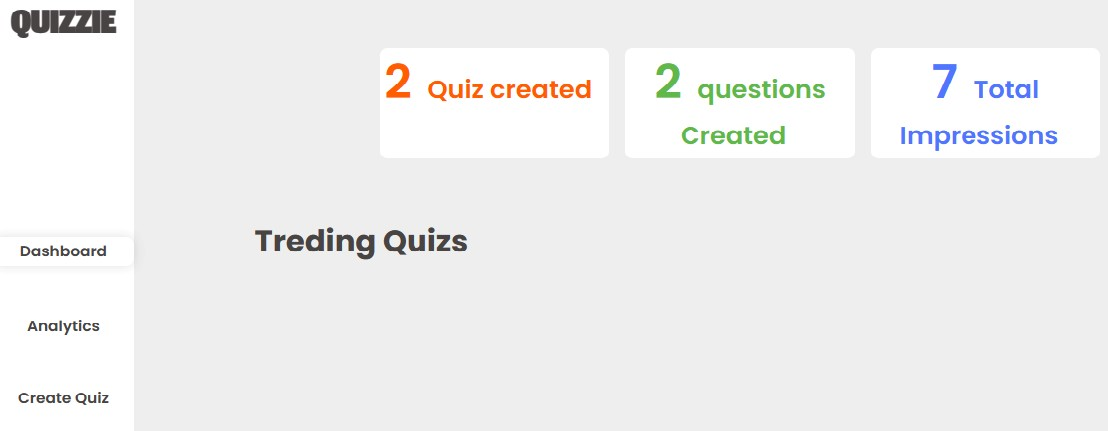 QUIZZIE
2 Quiz created
2 questions
Created
7 Total
Impressions
Treding Quizs
Dashboard
Analytics
Create Quiz